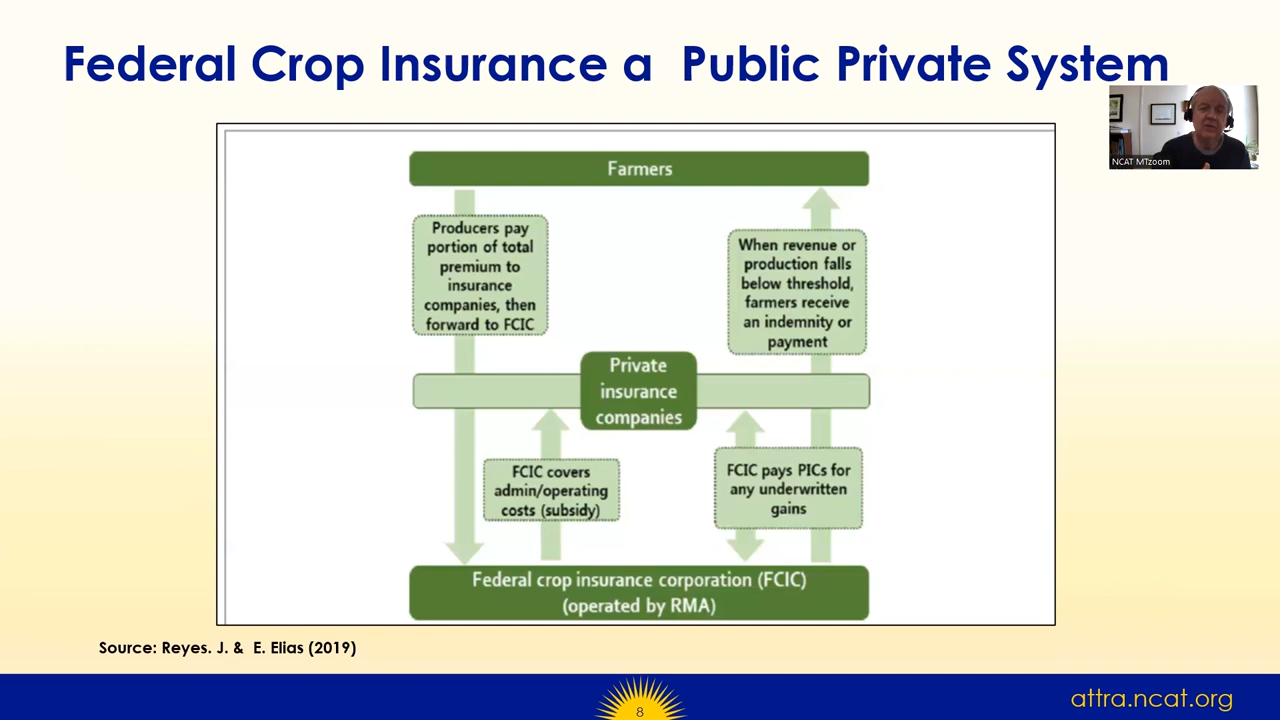 Federal Crop Insurance a  Public Private System
NCAT MTzoom
Farmers
Producers pay
portion of total
premium to
insurance
companies, then
forward to FCIC
When revenue or
production falls
below threshold,
farmers receive
an indemnity or
payment
Private
insurance
companies
FCIC covers
admin/operating
costs (subsidy)
FCIC pays PICs for
any underwritten
gains
Federal crop insurance corporation (FCIC)
(operated by RMA)
Source: Reyes. J. &  E. Elias (2019)
8
attra.ncat.org